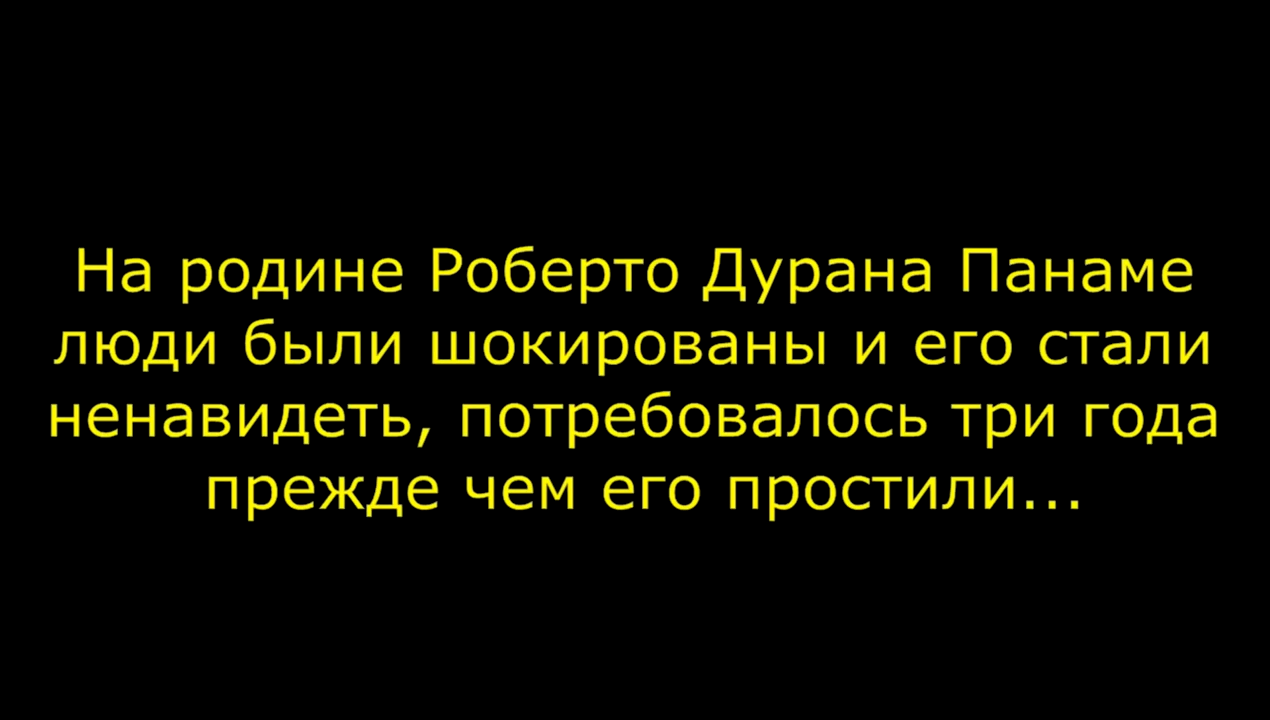 На родине Роберто Дурана Панаме
люди были шокированы и его стали
ненавидеть, потребовалось три года
прежде чем его простили...